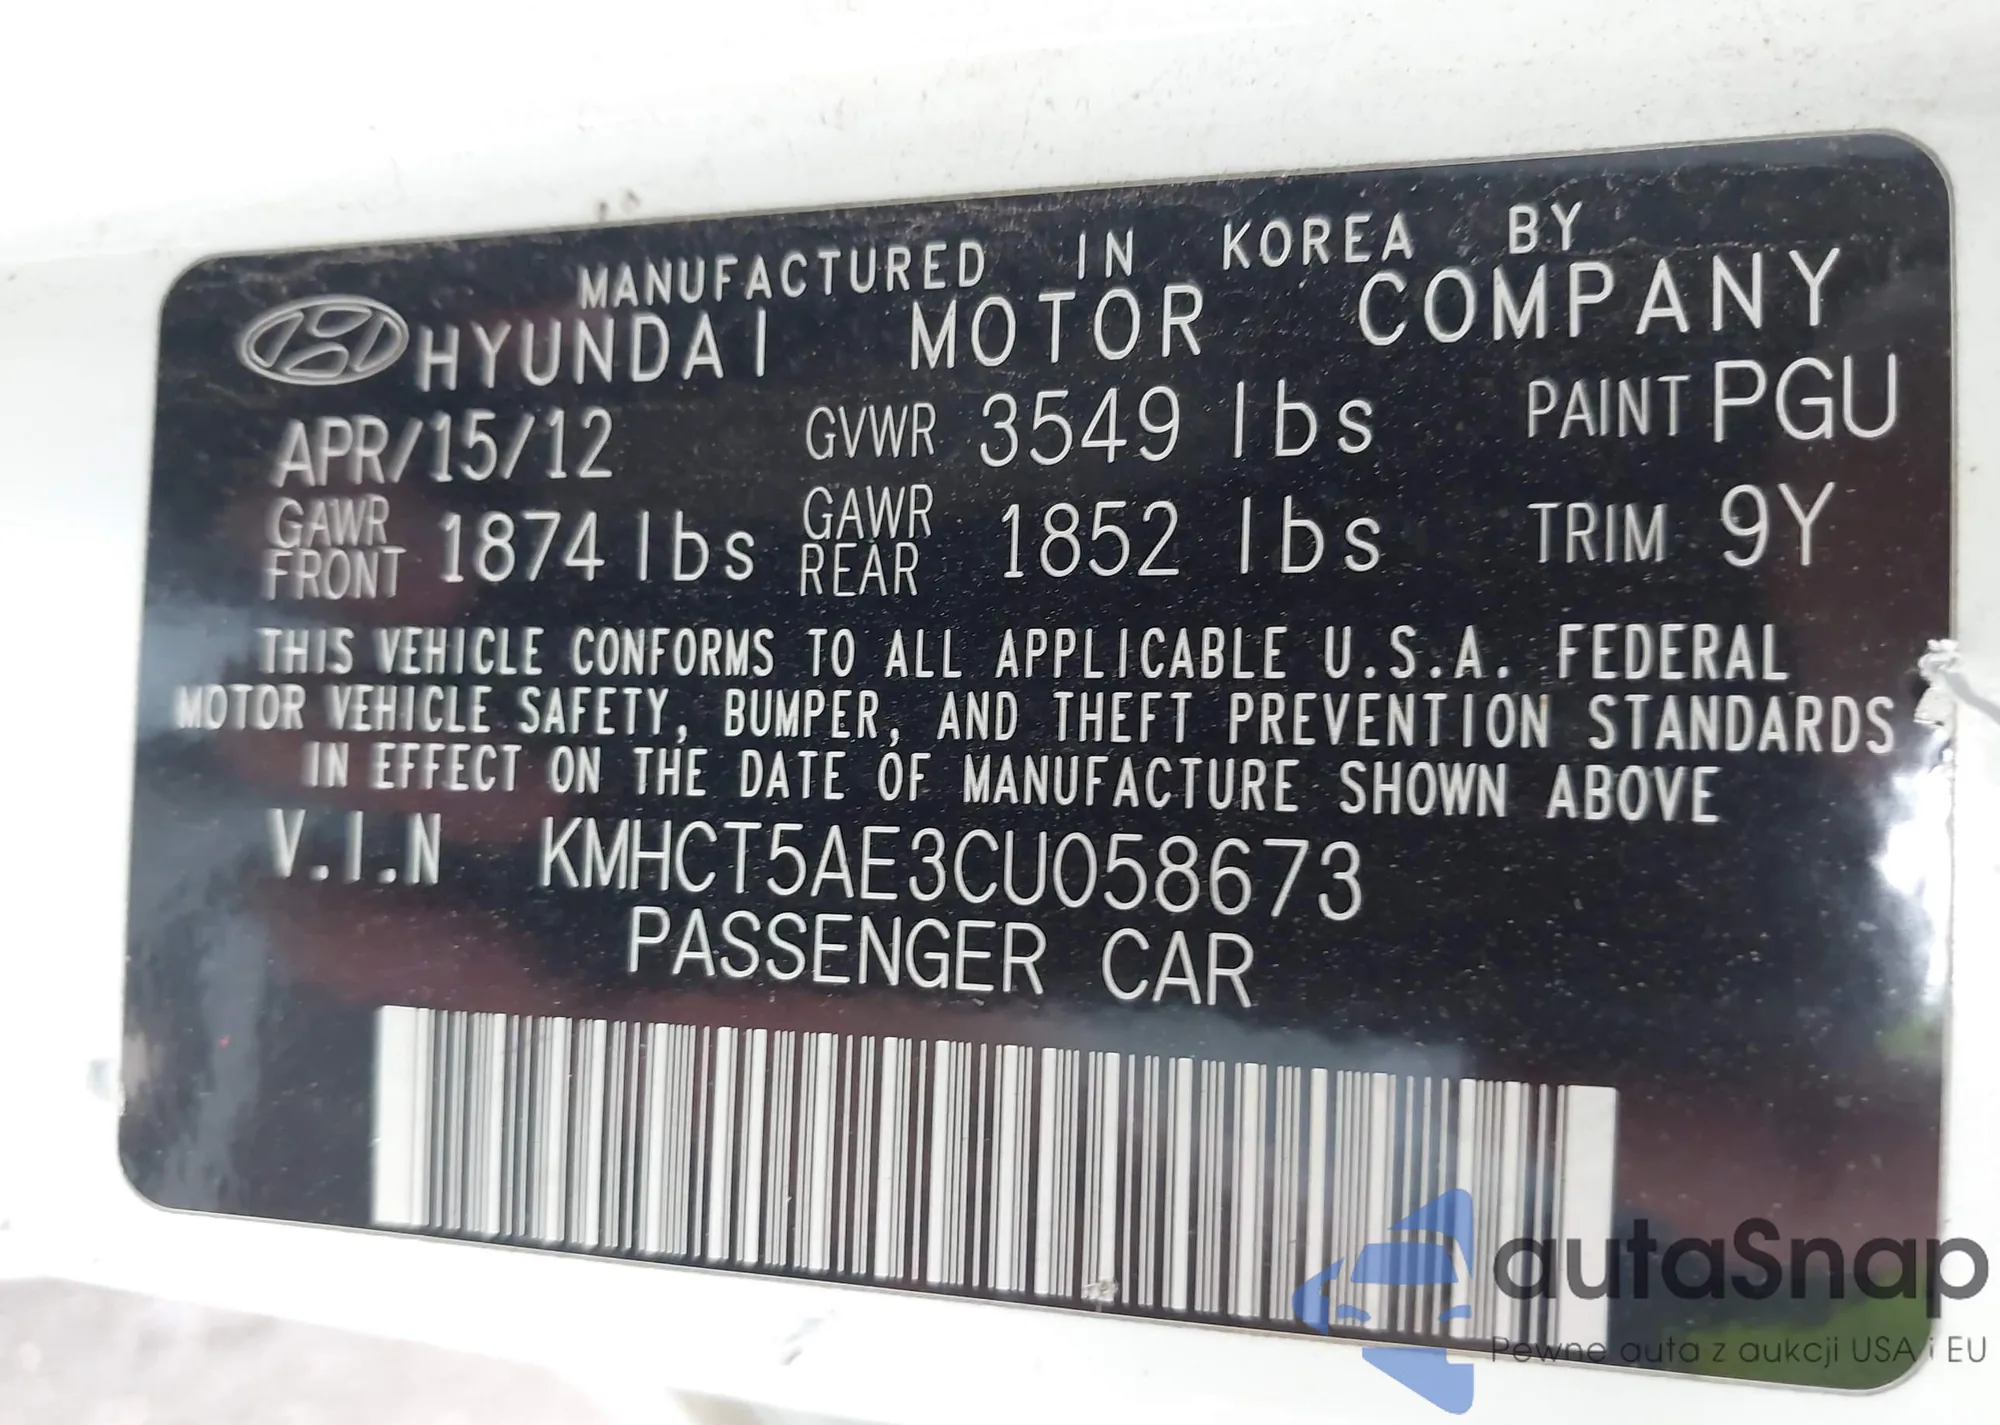 MANUFACTURED IN KOREA BY
HYUNDAI MOTOR COMPANY
APR/15/12 GVWR 3549 lbs PAINT PGU
GAWR FRONT 1874 lbs GAWR REAR 1852 lbs TRIM 9Y
THIS VEHICLE CONFORMS TO ALL APPLICABLE U.S.A. FEDERAL
MOTOR VEHICLE SAFETY, BUMPER, AND THEFT PREVENTION STANDARDS
IN EFFECT ON THE DATE OF MANUFACTURE SHOWN ABOVE
V.I.N KMHCT5AE3CU058673
PASSENGER CAR
autaSnap
Pewne auta z aukcji USA i EU